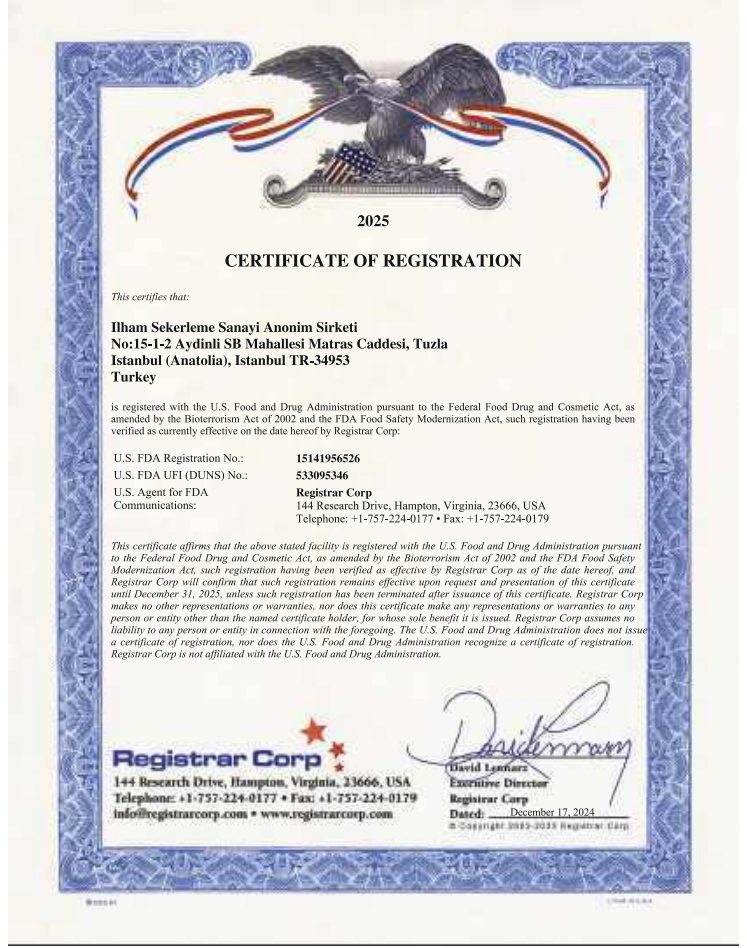 2025
CERTIFICATE OF REGISTRATION
This certifies that:
Ilham Sekerleme Sanayi Anonim Sirketi
No:15-1-2 Aydinli SB Mahallesi Matras Caddesi, Tuzla
Istanbul (Anatolia), Istanbul TR-34953
Turkey
is registered with the U.S. Food and Drug Administration pursuant to the Federal Food Drug and Cosmetic Act, as
amended by the Bioterrorism Act of 2002 and the FDA Food Safety Modernization Act, such registration having been
verified as currently effective on the date hereof by Registrar Corp:
U.S. FDA Registration No.: 15141956526
U.S. FDA UFI (DUNS) No.: 533095346
U.S. Agent for FDA Registrar Corp
Communications: 144 Research Drive, Hampton, Virginia, 23666, USA
Telephone: +1-757-224-0177 • Fax: +1-757-224-0179
This certificate affirms that the above stated facility is registered with the U.S. Food and Drug Administration pursuant
to the Federal Food Drug and Cosmetic Act, as amended by the Bioterrorism Act of 2002 and the FDA Food Safety
Modernization Act, such registration having been verified as effective by Registrar Corp as of the date hereof, and
Registrar Corp will confirm that such registration remains effective upon request and presentation of this certificate
until December 31, 2025, unless such registration has been terminated after issuance of this certificate. Registrar Corp
makes no other representations or warranties, nor does this certificate make any representations or warranties to any
person or entity other than the named certificate holder, for whose sole benefit it is issued. Registrar Corp assumes no
liability to any person or entity in connection with the foregoing. The U.S. Food and Drug Administration does not issue
a certificate of registration, nor does the U.S. Food and Drug Administration recognize a certificate of registration.
Registrar Corp is not affiliated with the U.S. Food and Drug Administration.
Registrar Corp
144 Research Drive, Hampton, Virginia, 23666, USA
Telephone: +1-757-224-0177 • Fax: +1-757-224-0179
info@registrarcorp.com • www.registrarcorp.com
David Lennarz
Executive Director
Registrar Corp
Dated: December 17, 2024
© Copyright 2003-2025 Registrar Corp